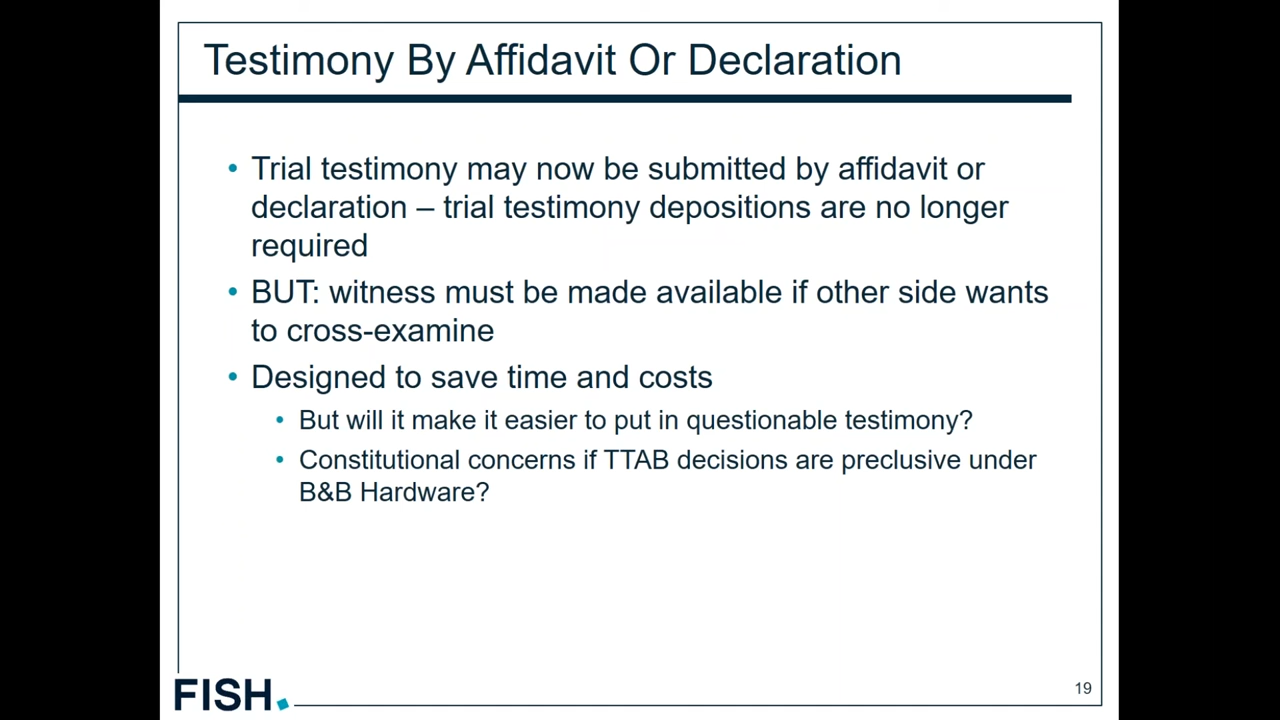 Testimony By Affidavit Or Declaration
• Trial testimony may now be submitted by affidavit or
declaration – trial testimony depositions are no longer
required
• BUT: witness must be made available if other side wants
to cross-examine
• Designed to save time and costs
• But will it make it easier to put in questionable testimony?
• Constitutional concerns if TTAB decisions are preclusive under
B&B Hardware?
FISH.
19